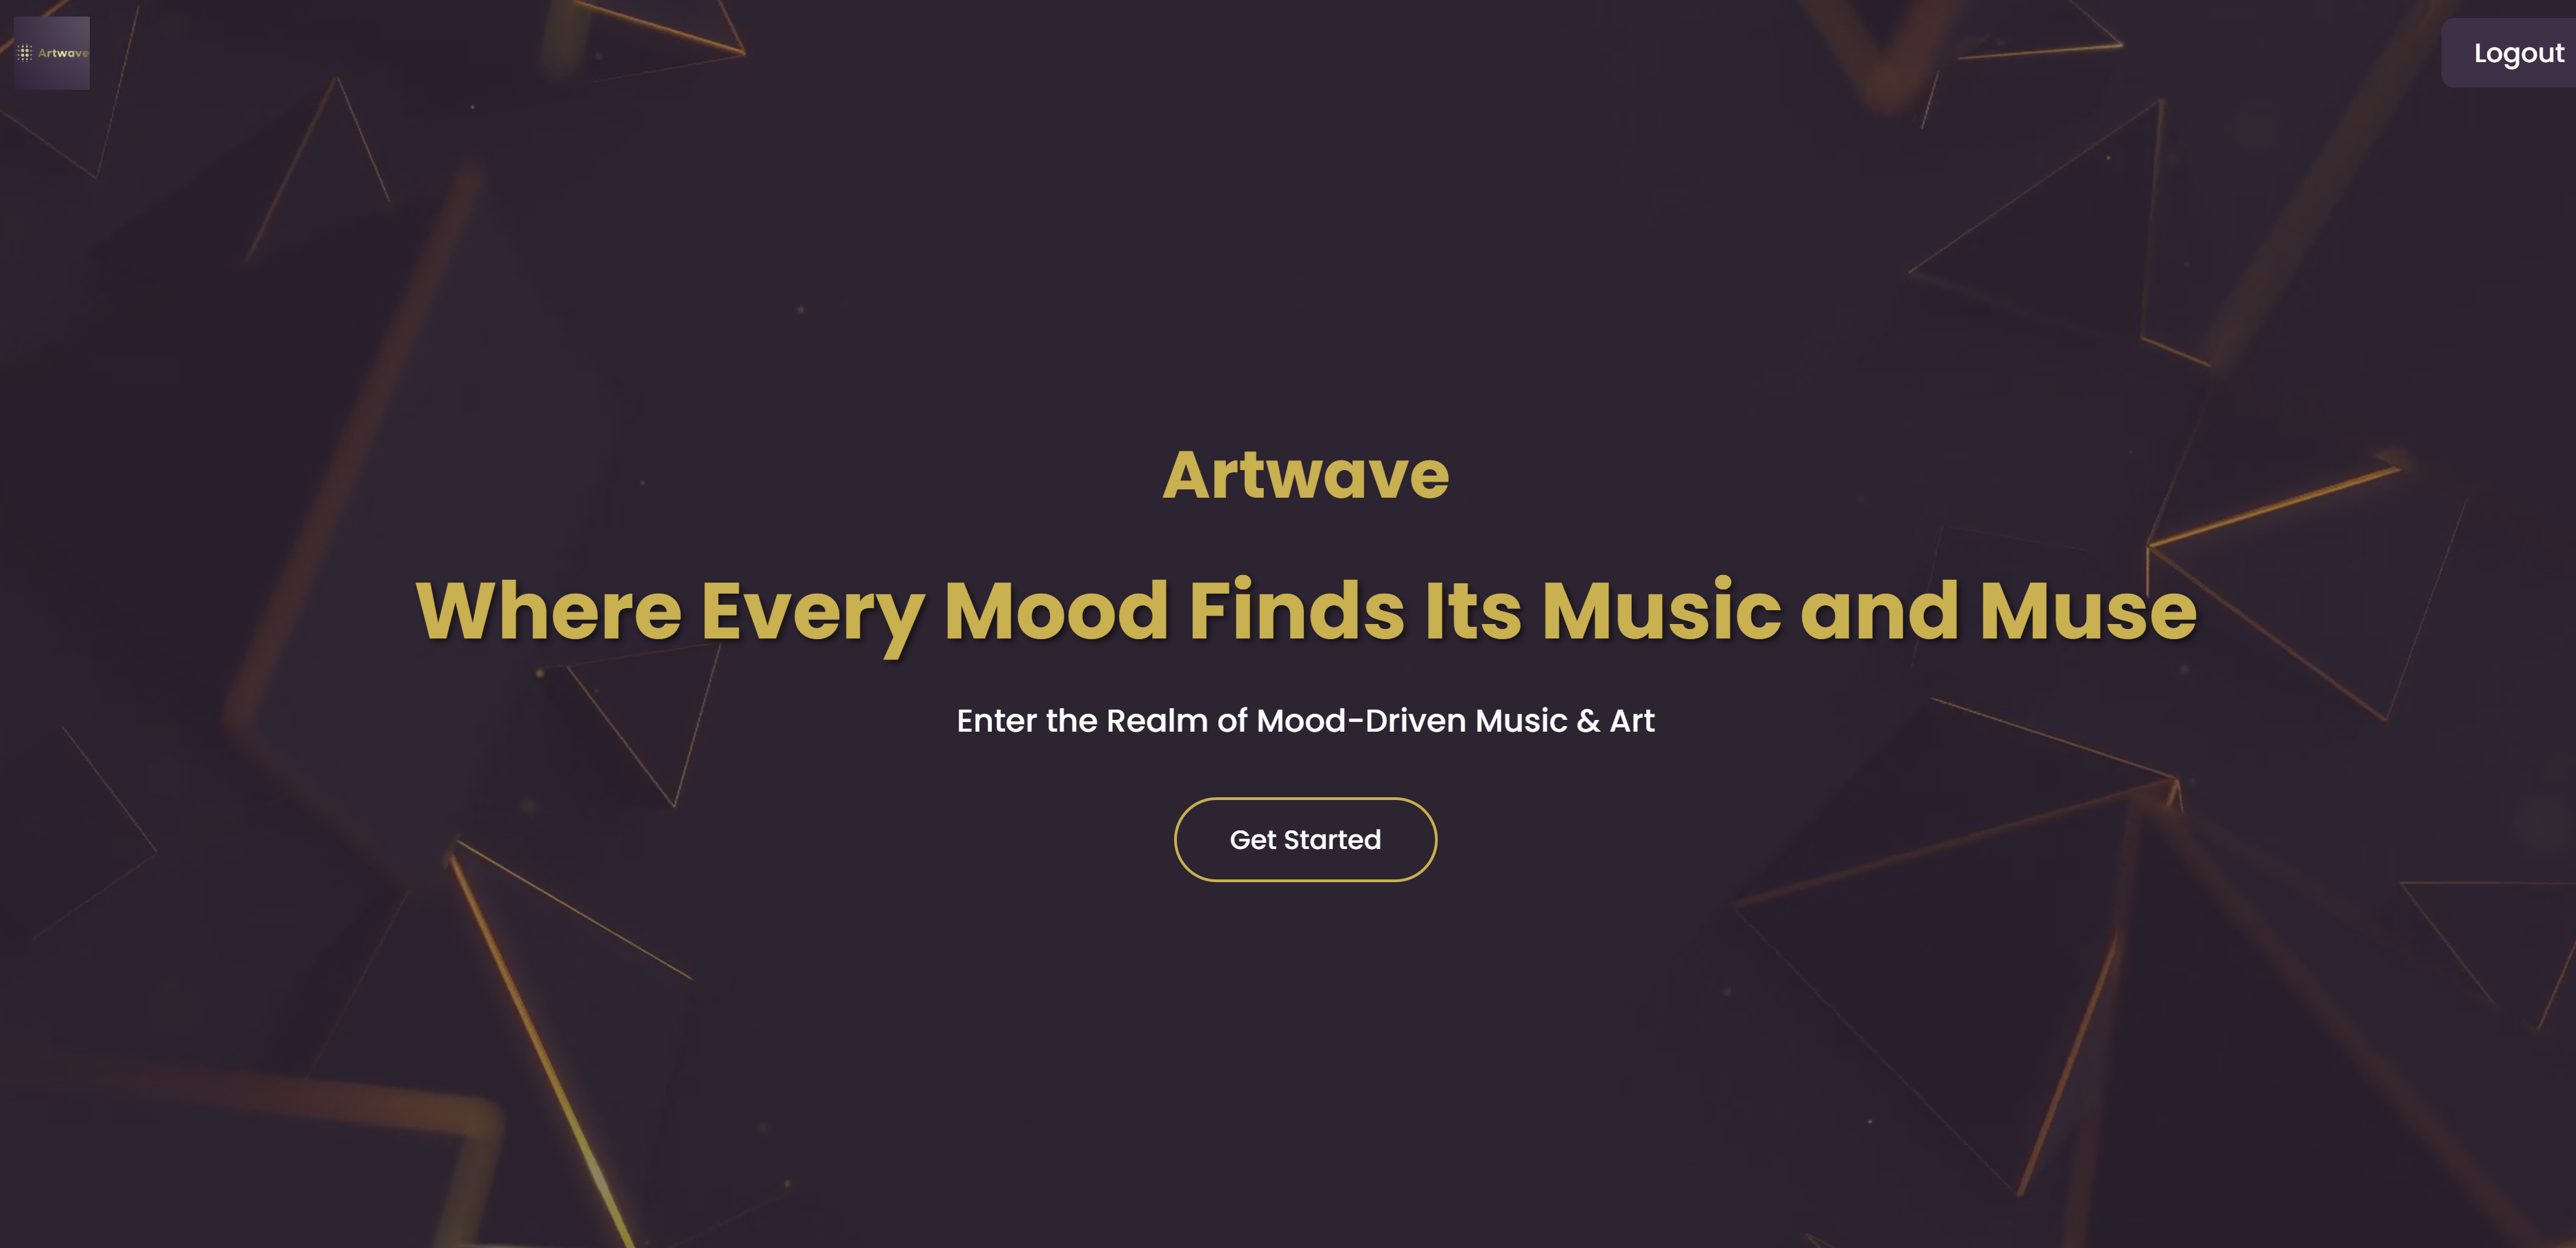 Artwave
Logout
Artwave
Where Every Mood Finds Its Music and Muse
Enter the Realm of Mood-Driven Music & Art
Get Started